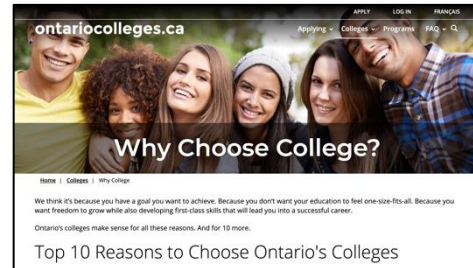 APPLY LOG IN FRANÇAIS
ontariocolleges.ca
Applying Colleges Programs FAQ
Why Choose College?
Home | Colleges | Why College
We think it's because you have a goal you want to achieve. Because you don't want your education to feel one-size-fits-all. Because you
want freedom to grow while also developing first-class skills that will lead you into a successful career.
Ontario's colleges make sense for all these reasons. And for 10 more.
Top 10 Reasons to Choose Ontario's Colleges